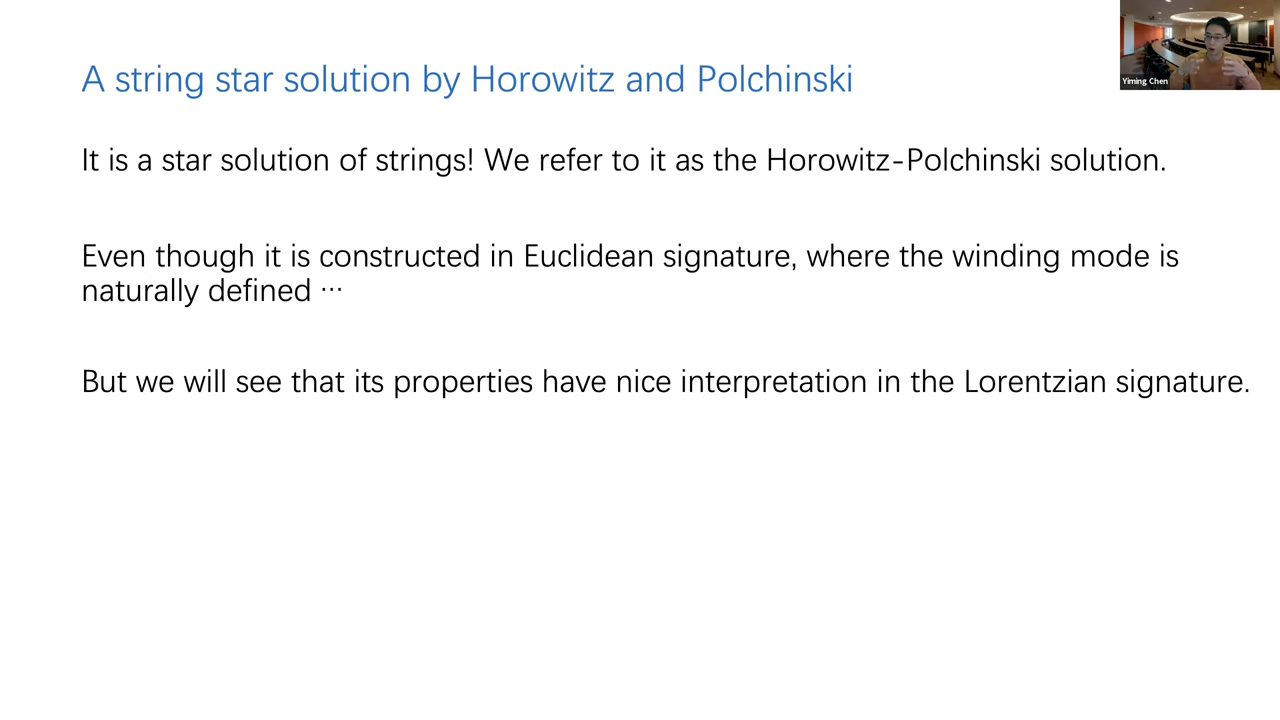 A string star solution by Horowitz and Polchinski
Yiming Chen
It is a star solution of strings! We refer to it as the Horowitz-Polchinski solution.
Even though it is constructed in Euclidean signature, where the winding mode is
naturally defined ⋯
But we will see that its properties have nice interpretation in the Lorentzian signature.